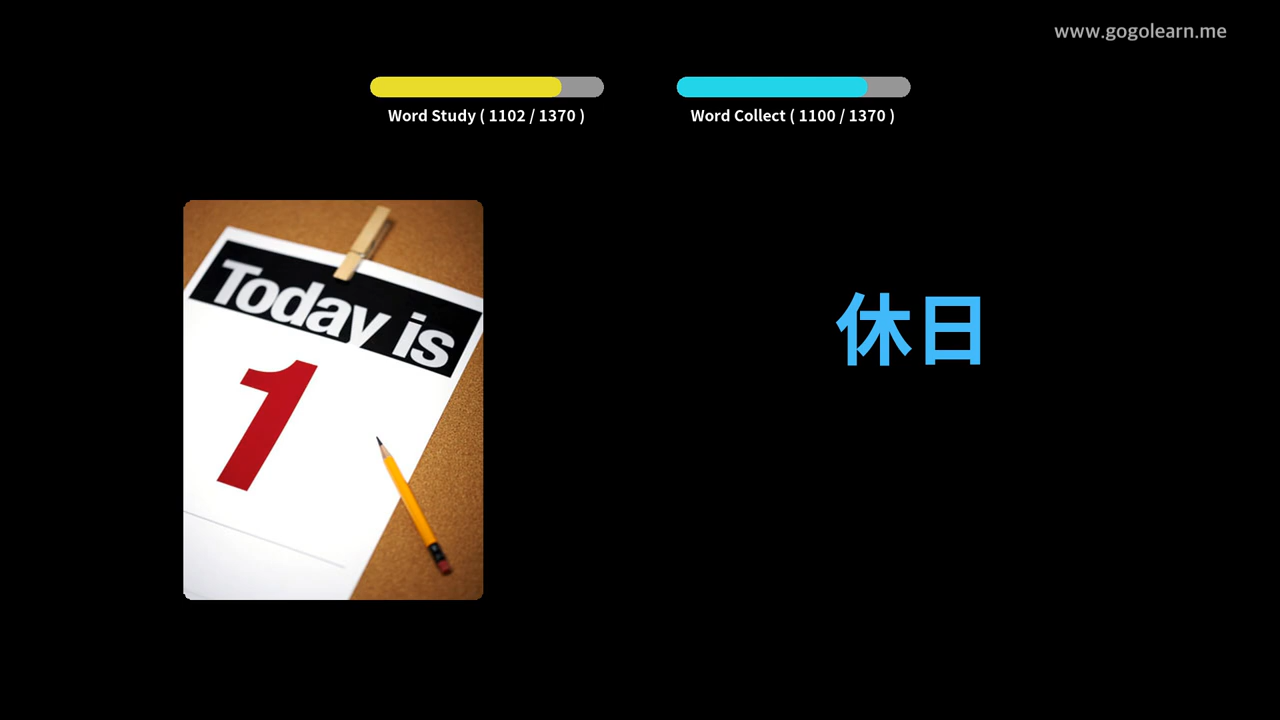 www.gogolearn.me
Word Study ( 1102 / 1370 )
Word Collect ( 1100 / 1370 )
Today is
1
休日